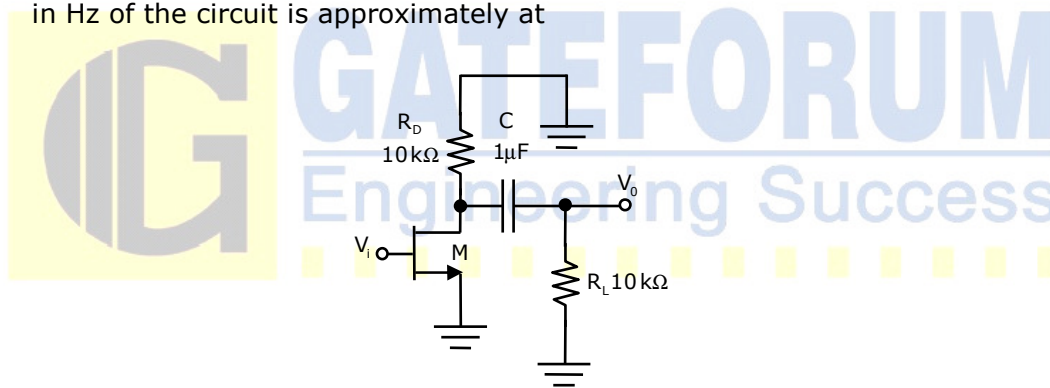 in Hz of the circuit is approximately at
GATEFORUM
Engineering Success
R_D
10kΩ
C
1μF
V_0
V_i
M
R_L 10kΩ